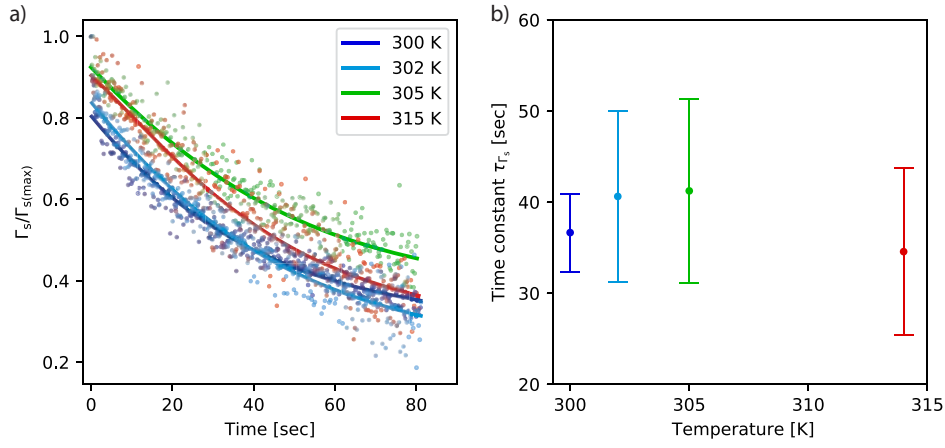 a)
1.0
0.8
0.6
0.4
0.2
Γs/Γs(max)
300 K
302 K
305 K
315 K
0 20 40 60 80
Time [sec]
b)
60
50
40
30
20
Time constant τΓs [sec]
300 305 310 315
Temperature [K]